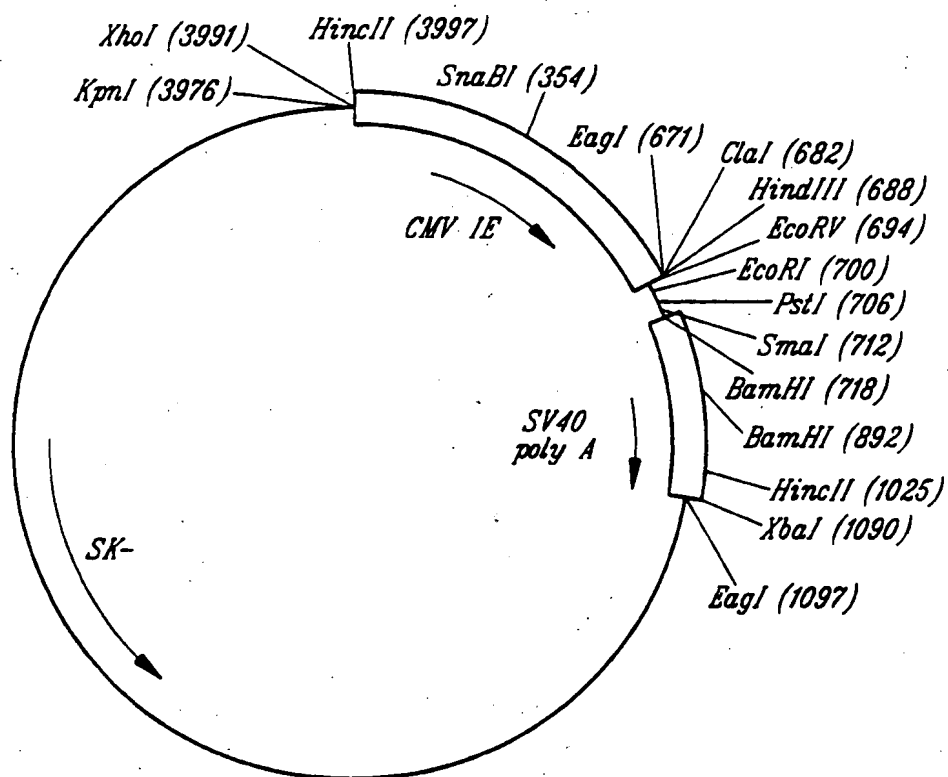 XhoI (3991)
HincII (3997)
KpnI (3976)
SnaBI (354)
EagI (671)
ClaI (682)
HindIII (688)
EcoRV (694)
EcoRI (700)
PstI (706)
SmaI (712)
BamHI (718)
BamHI (892)
HincII (1025)
XbaI (1090)
EagI (1097)
CMV IE
SV40
poly A
SK-